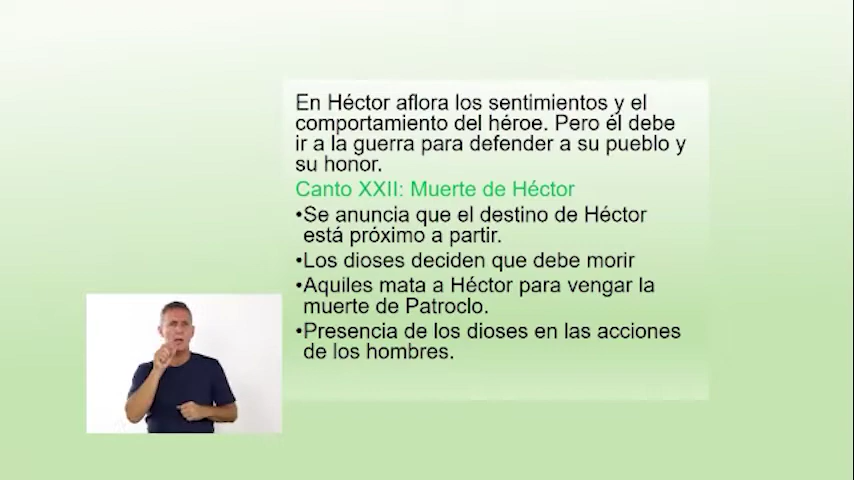 En Héctor aflora los sentimientos y el
comportamiento del héroe. Pero él debe
ir a la guerra para defender a su pueblo y
su honor.
Canto XXII: Muerte de Héctor
•Se anuncia que el destino de Héctor
está próximo a partir.
•Los dioses deciden que debe morir
•Aquiles mata a Héctor para vengar la
muerte de Patroclo.
•Presencia de los dioses en las acciones
de los hombres.